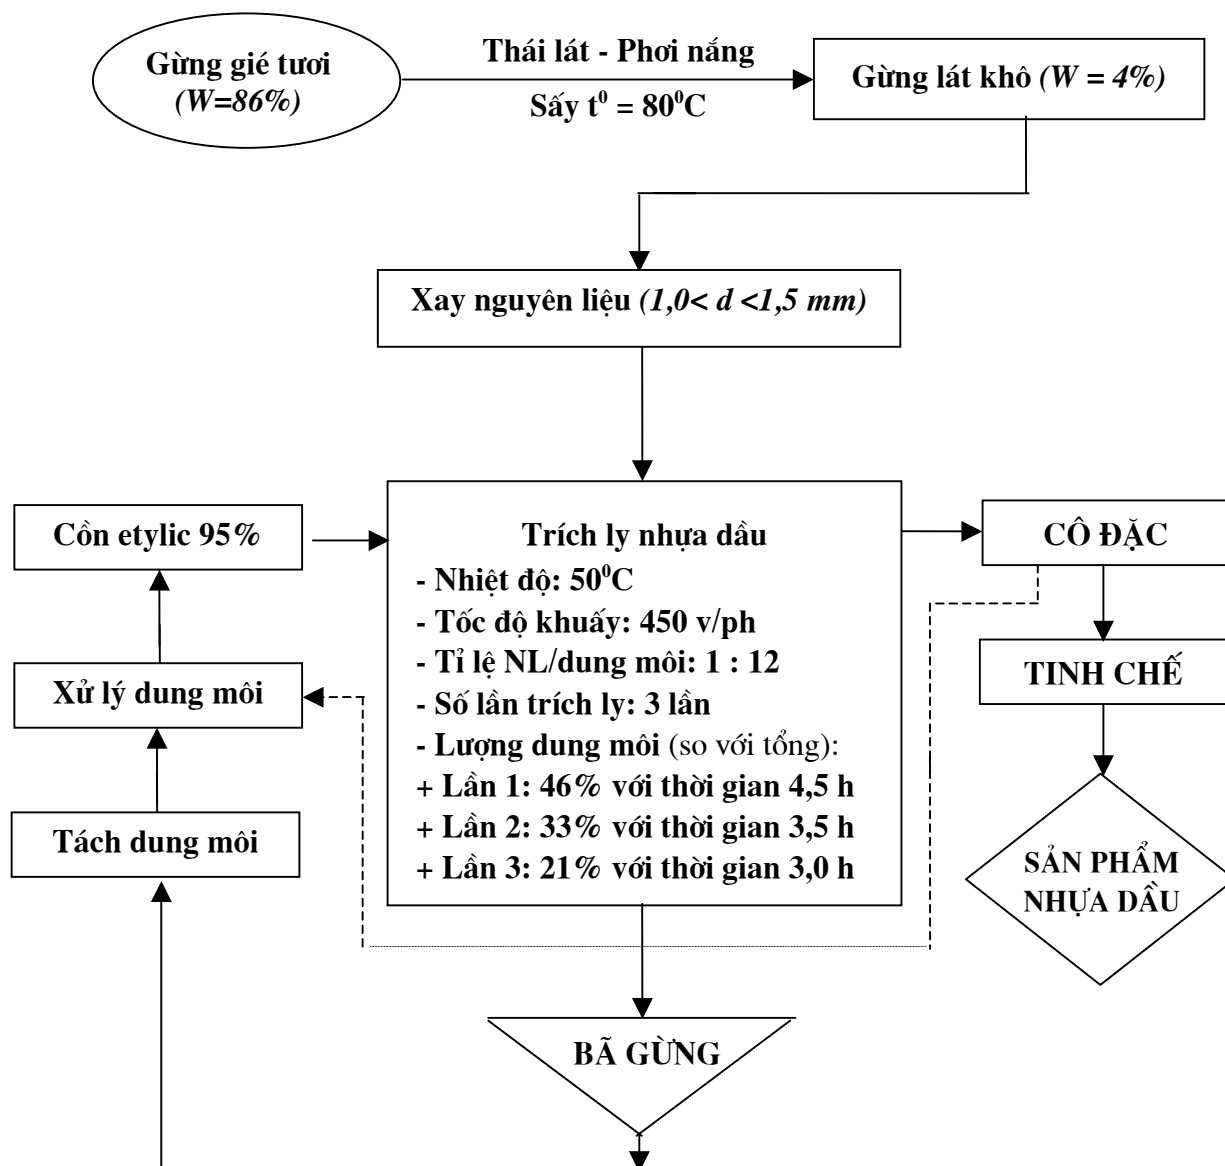 Gừng gié tươi
(W=86%)
Thái lát - Phơi nắng
Sấy t⁰ = 80⁰C
Gừng lát khô (W = 4%)
Xay nguyên liệu (1,0< d <1,5 mm)
Cồn etylic 95%
Xử lý dung môi
Tách dung môi
Trích ly nhựa dầu
- Nhiệt độ: 50⁰C
- Tốc độ khuấy: 450 v/ph
- Tỉ lệ NL/dung môi: 1 : 12
- Số lần trích ly: 3 lần
- Lượng dung môi (so với tổng):
+ Lần 1: 46% với thời gian 4,5 h
+ Lần 2: 33% với thời gian 3,5 h
+ Lần 3: 21% với thời gian 3,0 h
CÔ ĐẶC
TINH CHẾ
SẢN PHẨM
NHỰA DẦU
BÃ GỪNG